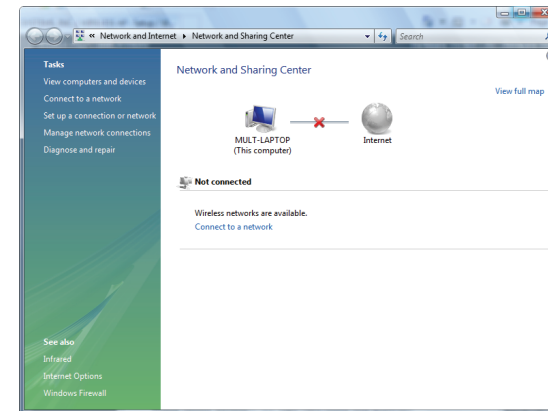 « Network and Internet ▸ Network and Sharing Center
Search
Tasks
View computers and devices
Connect to a network
Set up a connection or network
Manage network connections
Diagnose and repair
See also
Infrared
Internet Options
Windows Firewall
Network and Sharing Center
View full map
MULT-LAPTOP
(This computer)
Internet
Not connected
Wireless networks are available.
Connect to a network